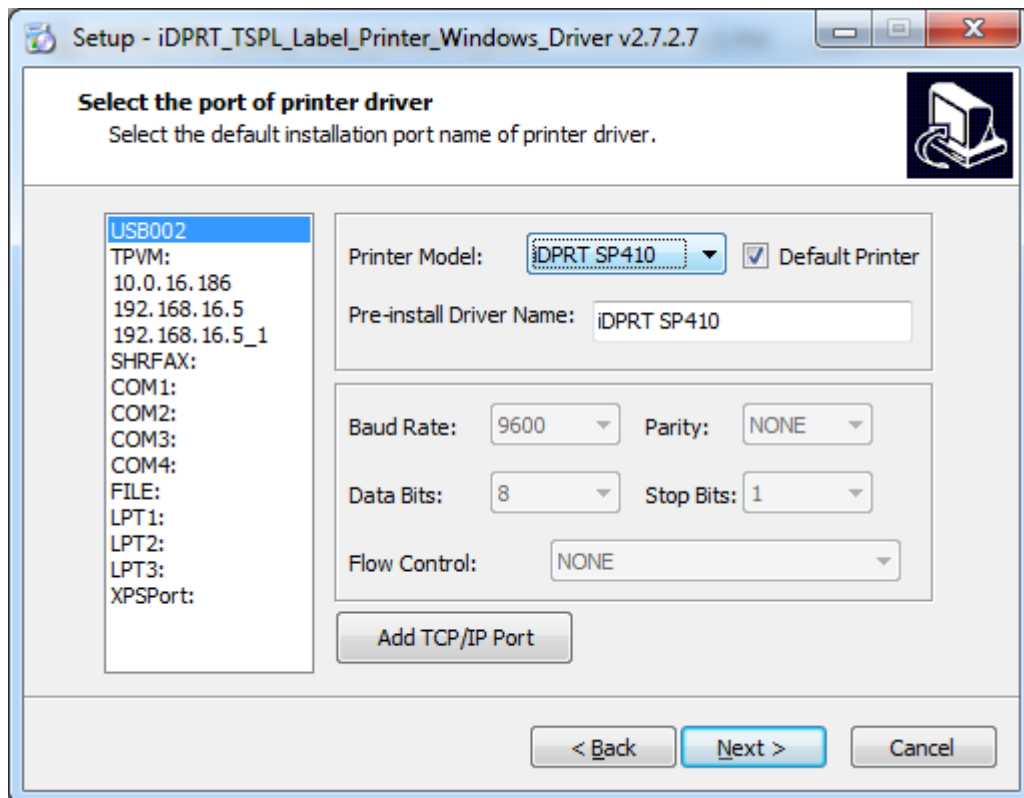 Setup - iDPRT_TSPL_Label_Printer_Windows_Driver v2.7.2.7
Select the port of printer driver
Select the default installation port name of printer driver.
USB002
TPVM:
10.0.16.186
192.168.16.5
192.168.16.5_1
SHRFAX:
COM1:
COM2:
COM3:
COM4:
FILE:
LPT1:
LPT2:
LPT3:
XPSPort:
Printer Model: iDPRT SP410 Default Printer
Pre-install Driver Name: iDPRT SP410
Baud Rate: 9600 Parity: NONE
Data Bits: 8 Stop Bits: 1
Flow Control: NONE
Add TCP/IP Port
< Back Next > Cancel